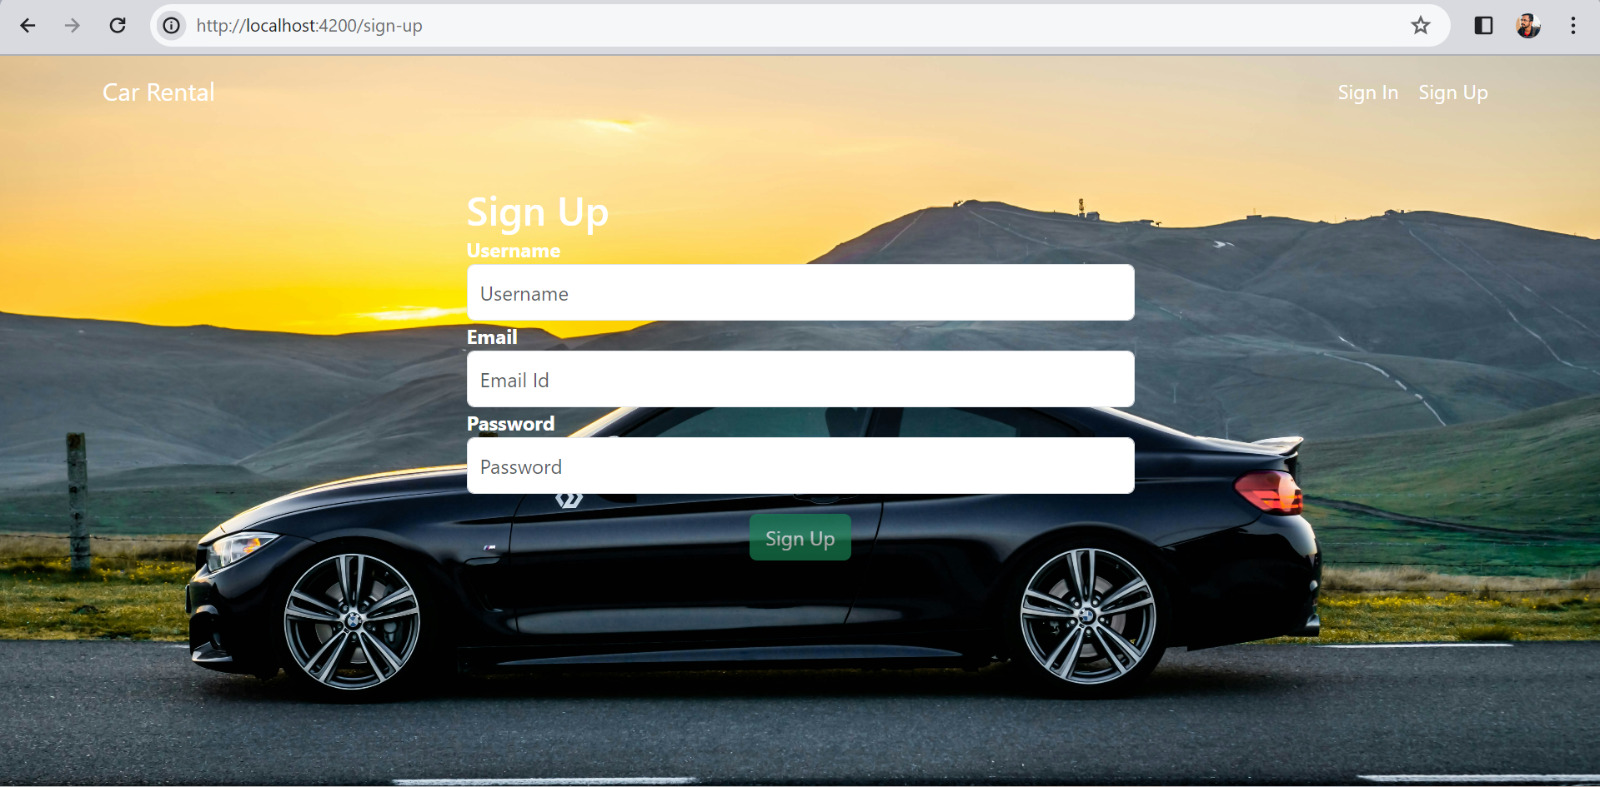 http://localhost:4200/sign-up
Car Rental
Sign In Sign Up
Sign Up
Username
Username
Email
Email Id
Password
Password
Sign Up